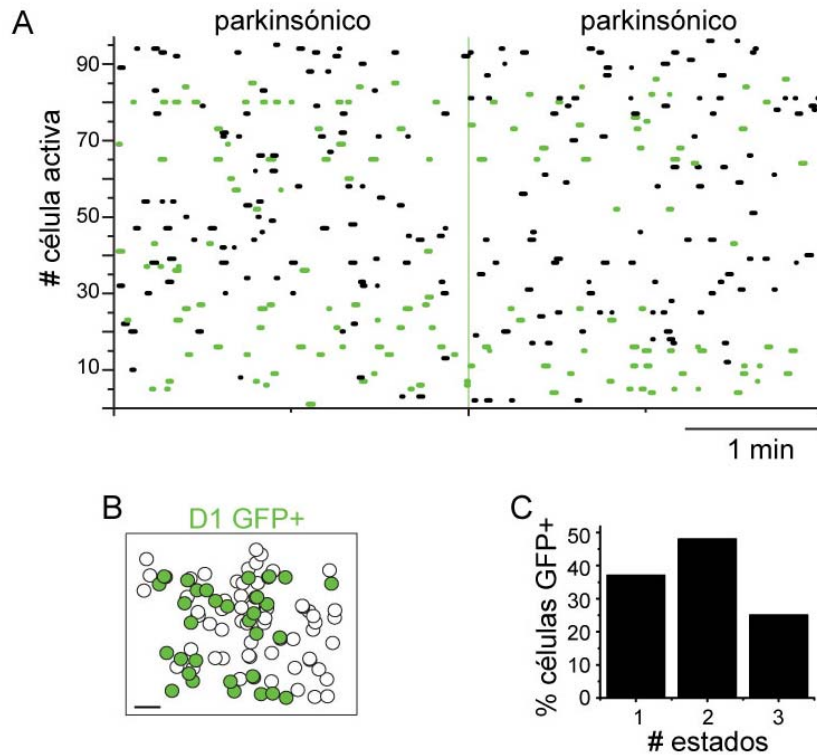 A
parkinsónico parkinsónico
# célula activa
90
70
50
30
10
1 min
B
D1 GFP+
C
% células GFP+
50
40
30
20
10
0
1 2 3
# estados